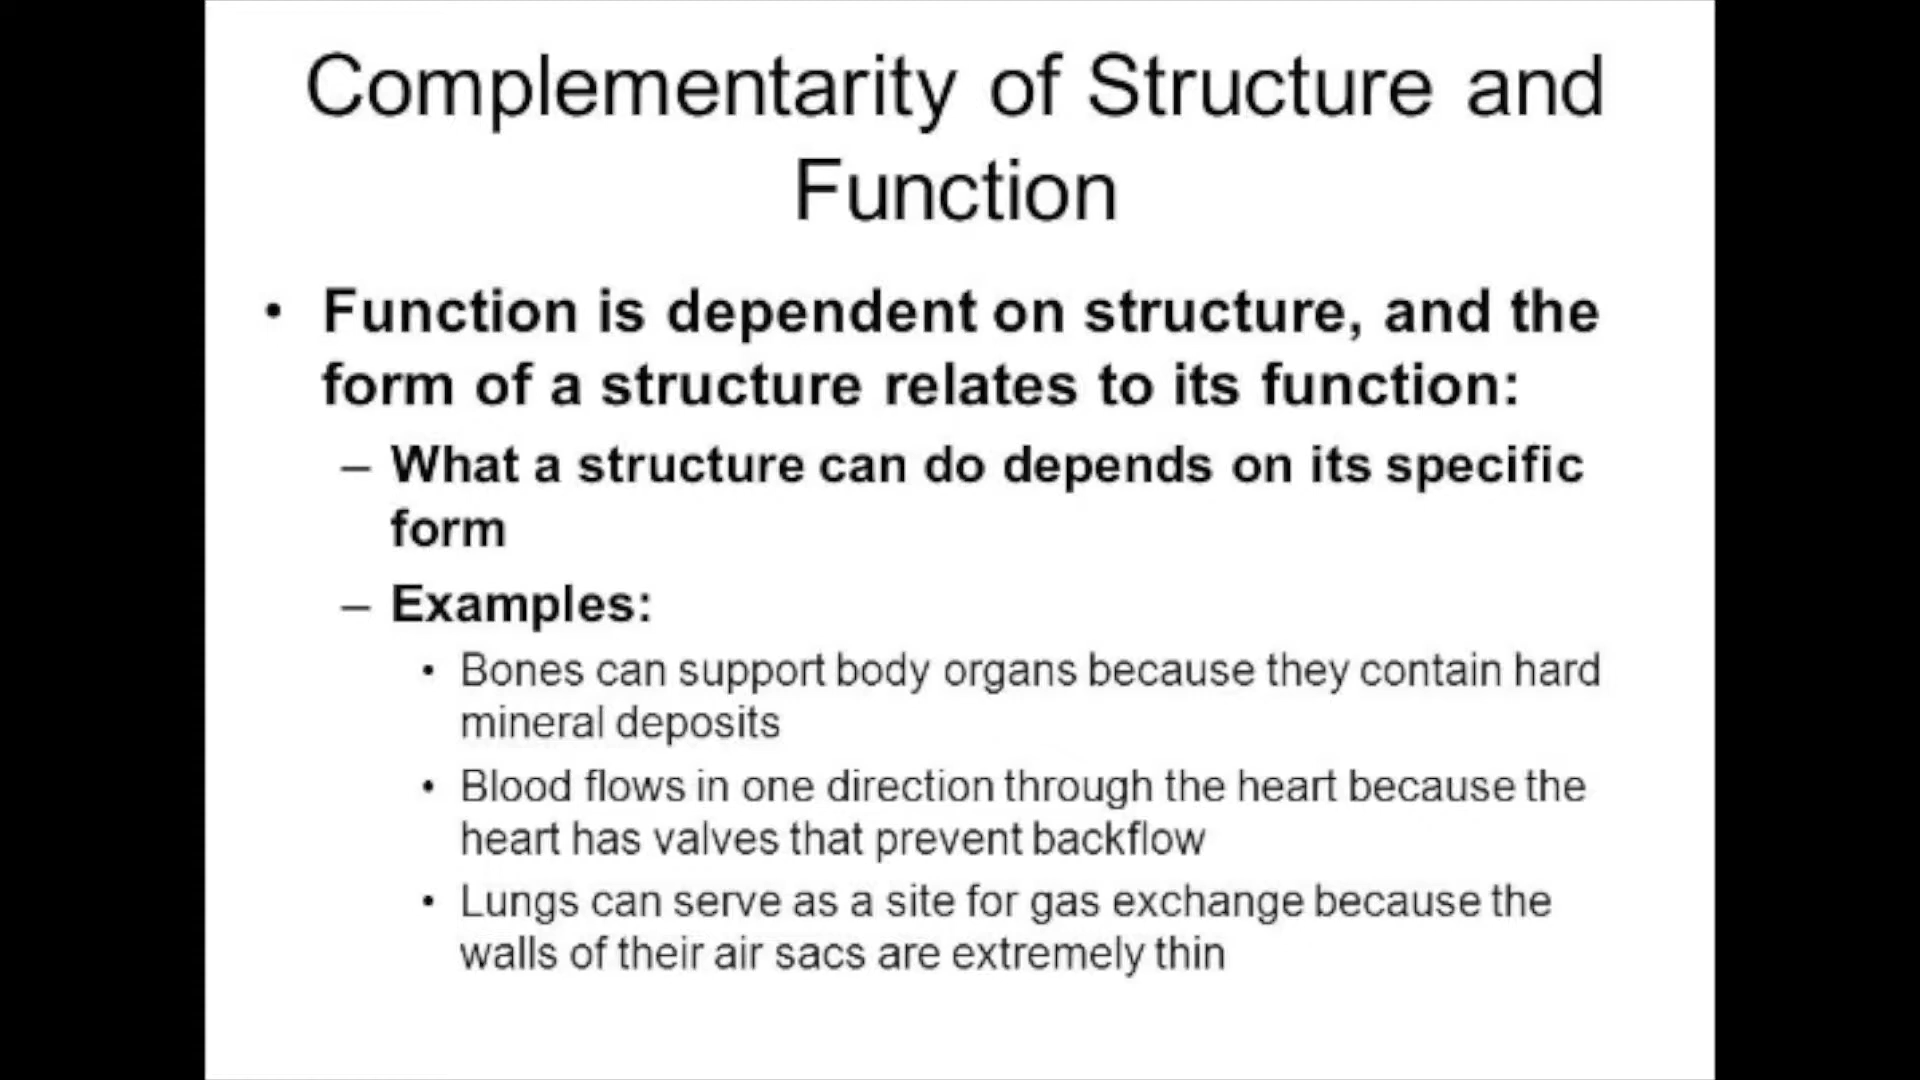 Complementarity of Structure and
Function
• Function is dependent on structure, and the
form of a structure relates to its function:
– What a structure can do depends on its specific
form
– Examples:
• Bones can support body organs because they contain hard
mineral deposits
• Blood flows in one direction through the heart because the
heart has valves that prevent backflow
• Lungs can serve as a site for gas exchange because the
walls of their air sacs are extremely thin